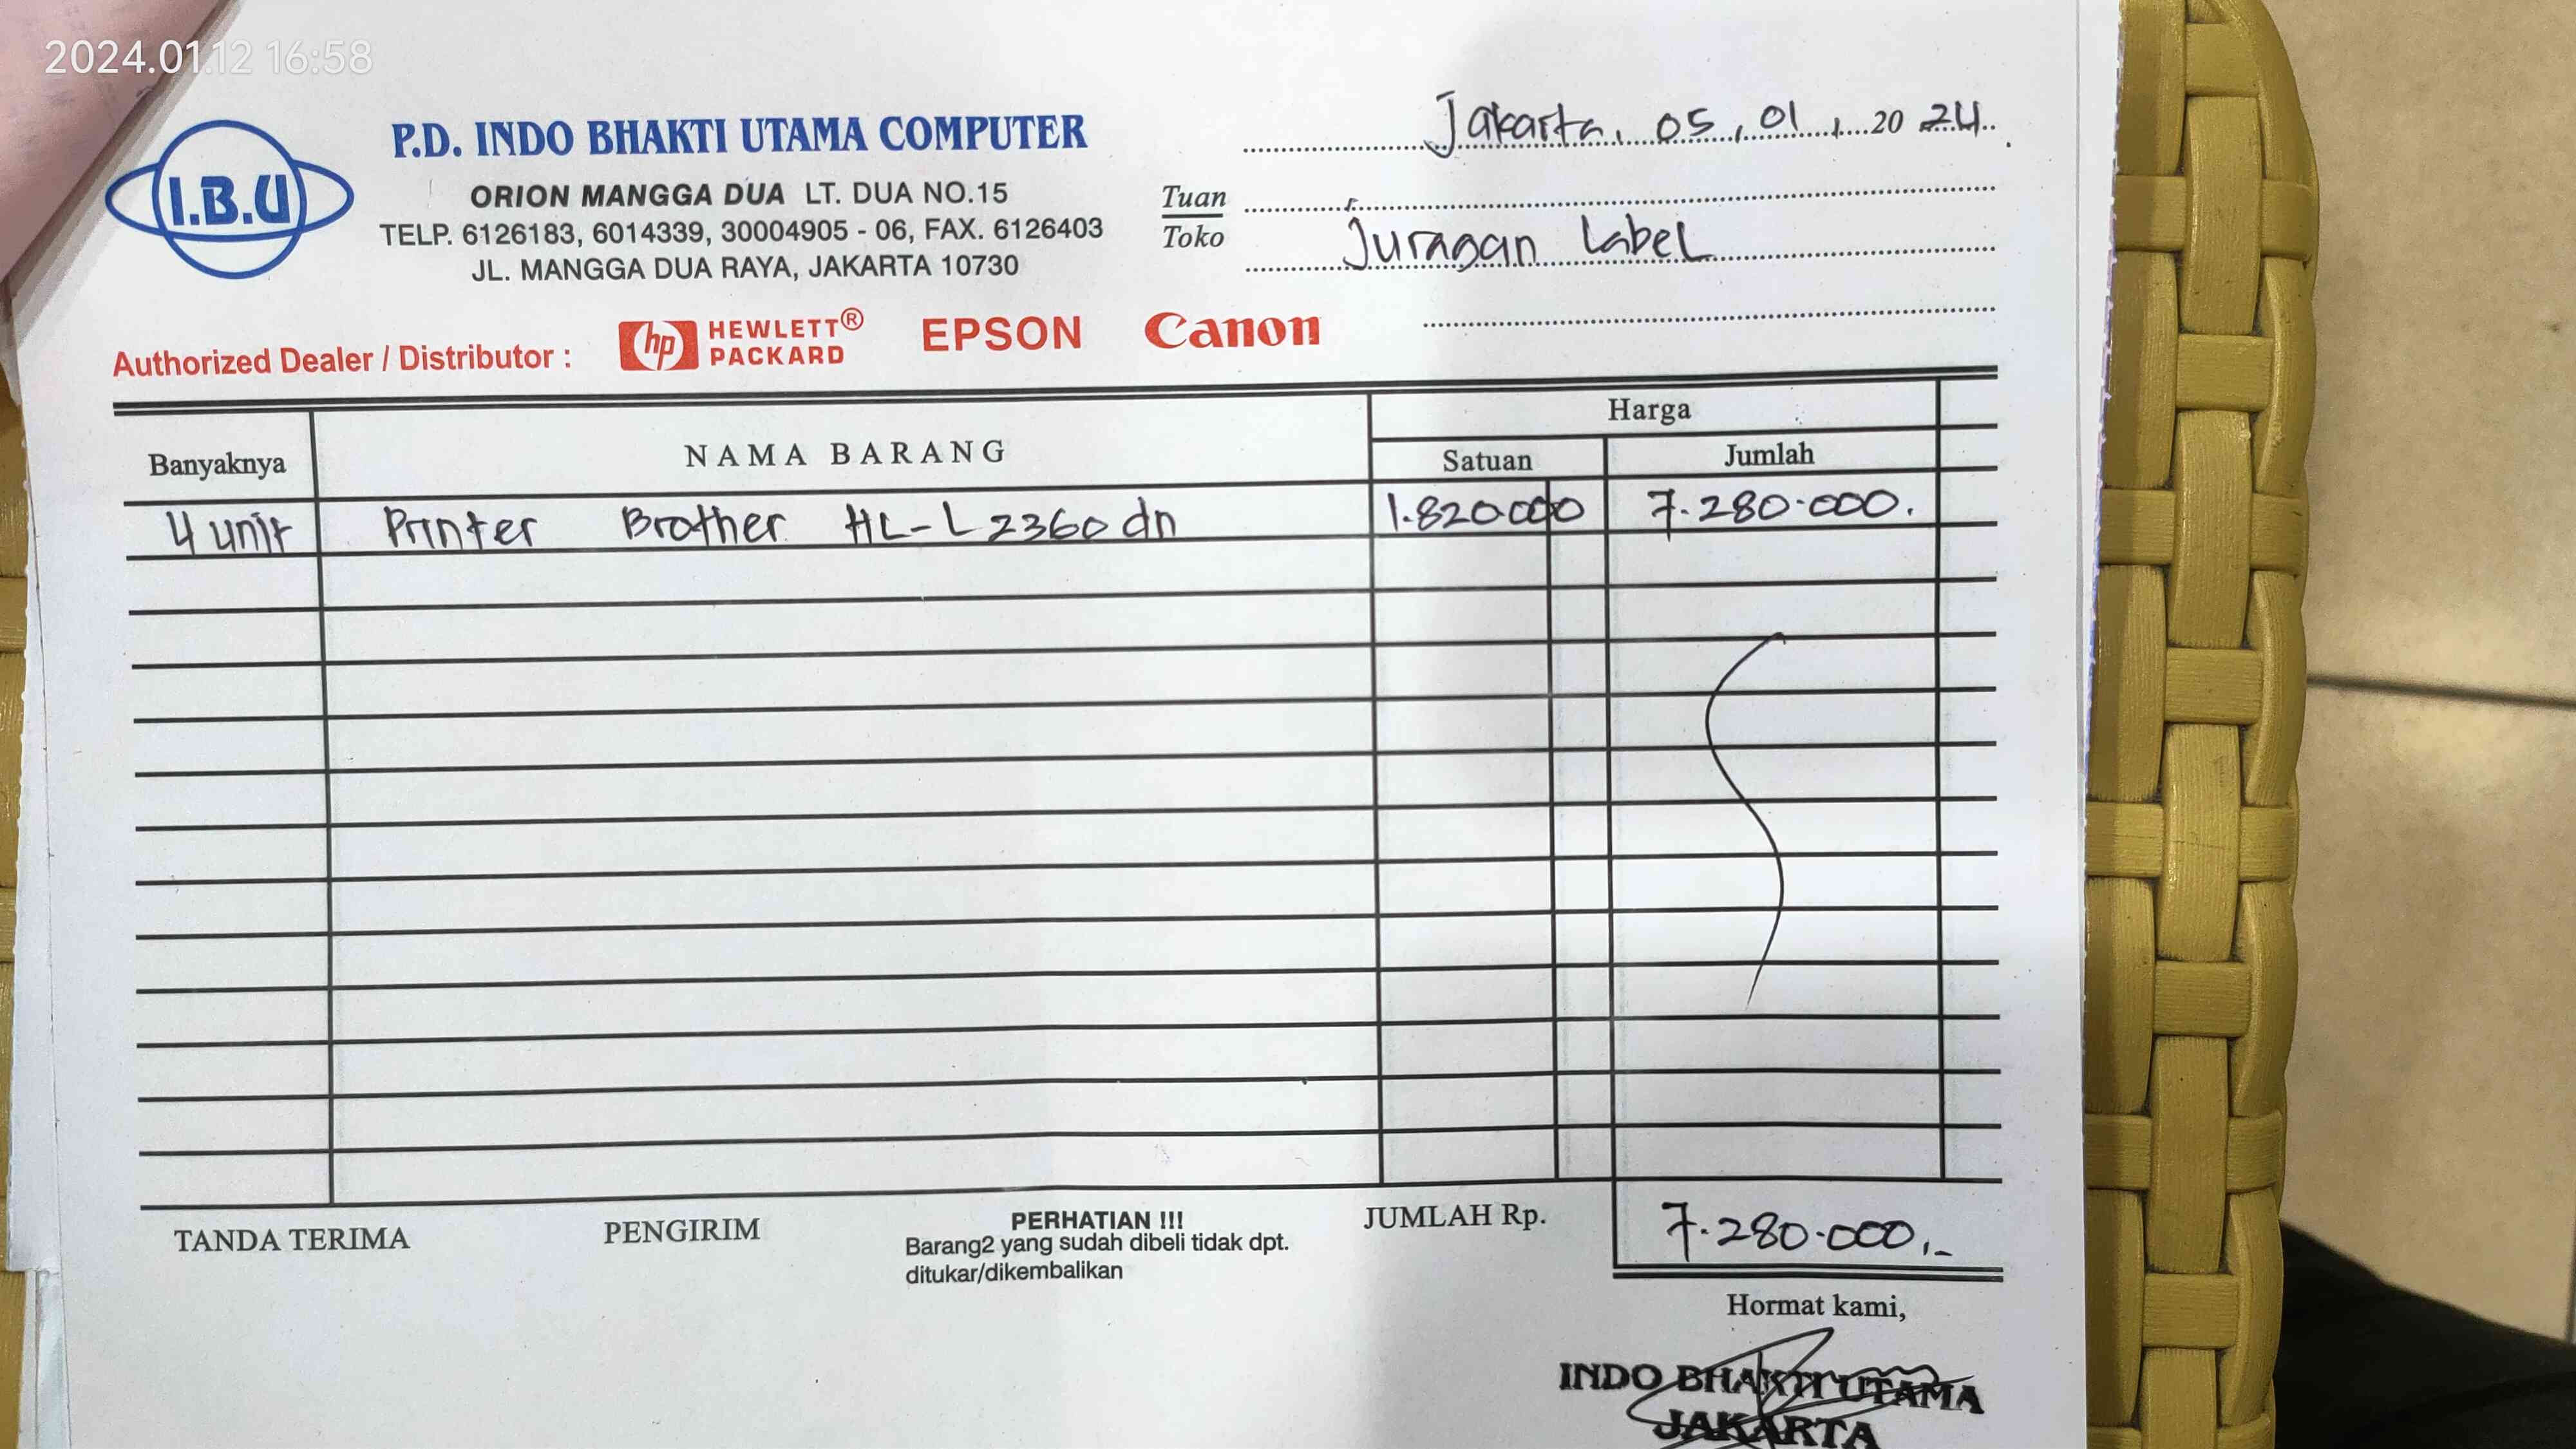 2024.01.12 16:58
I.B.U
P.D. INDO BHAKTI UTAMA COMPUTER
ORION MANGGA DUA LT. DUA NO.15
TELP. 6126183, 6014339, 30004905 - 06, FAX. 6126403
JL. MANGGA DUA RAYA, JAKARTA 10730
Jakarta, 05, 01, 20 24
Tuan
Toko
Juragan Label
Authorized Dealer / Distributor : hp HEWLETT® PACKARD EPSON Canon
Banyaknya NAMA BARANG Harga
Satuan Jumlah
4 unit Printer Brother HL-L2360dn 1.820.000 7.280.000.
TANDA TERIMA PENGIRIM PERHATIAN !!! JUMLAH Rp. 7.280.000,-
Barang2 yang sudah dibeli tidak dpt.
ditukar/dikembalikan
Hormat kami,
INDO BHAKTI UTAMA
JAKARTA